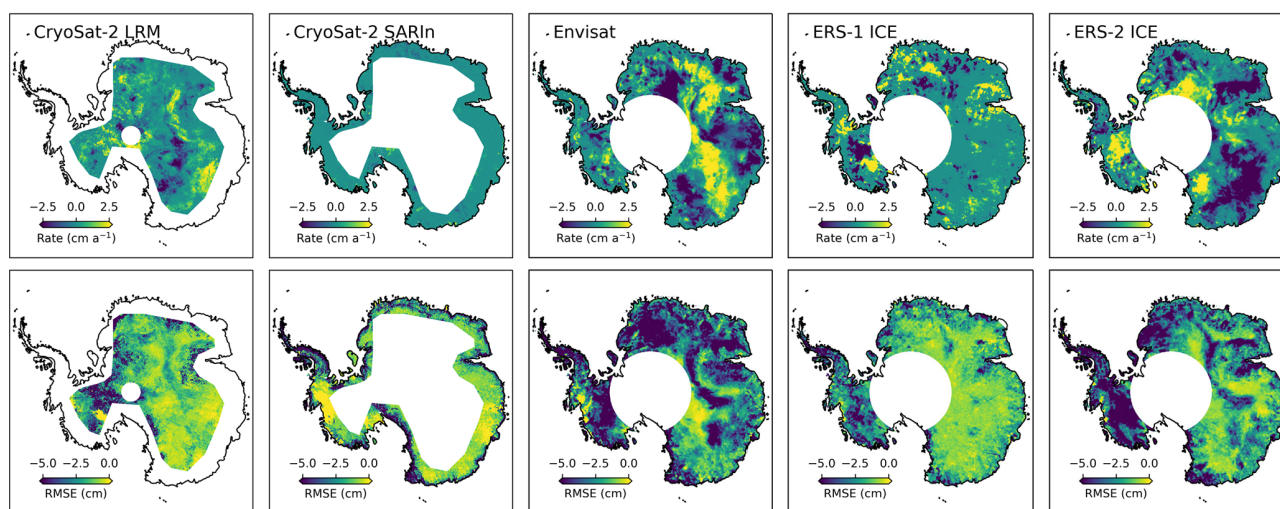 CryoSat-2 LRM
−2.5 0.0 2.5
Rate (cm a⁻¹)
CryoSat-2 SARIn
−2.5 0.0 2.5
Rate (cm a⁻¹)
Envisat
−2.5 0.0 2.5
Rate (cm a⁻¹)
ERS-1 ICE
−2.5 0.0 2.5
Rate (cm a⁻¹)
ERS-2 ICE
−2.5 0.0 2.5
Rate (cm a⁻¹)
−5.0 −2.5 0.0
RMSE (cm)
−5.0 −2.5 0.0
RMSE (cm)
−5.0 −2.5 0.0
RMSE (cm)
−5.0 −2.5 0.0
RMSE (cm)
−5.0 −2.5 0.0
RMSE (cm)